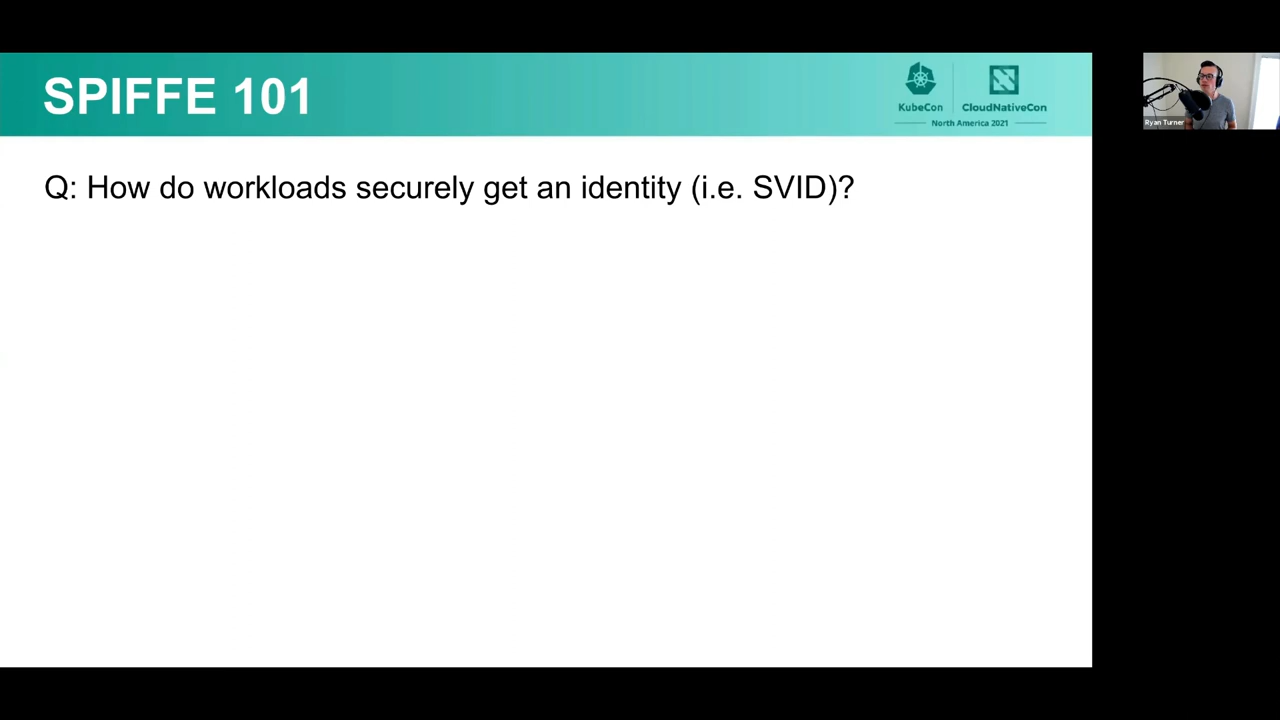 SPIFFE 101
KubeCon
CloudNativeCon
North America 2021
Ryan Turner
Q: How do workloads securely get an identity (i.e. SVID)?